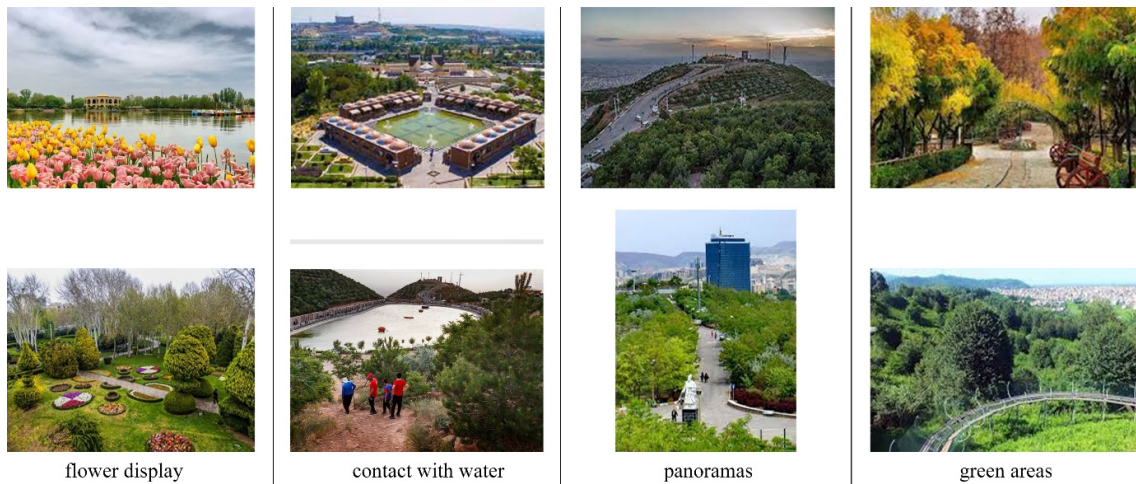 flower display
contact with water
panoramas
green areas